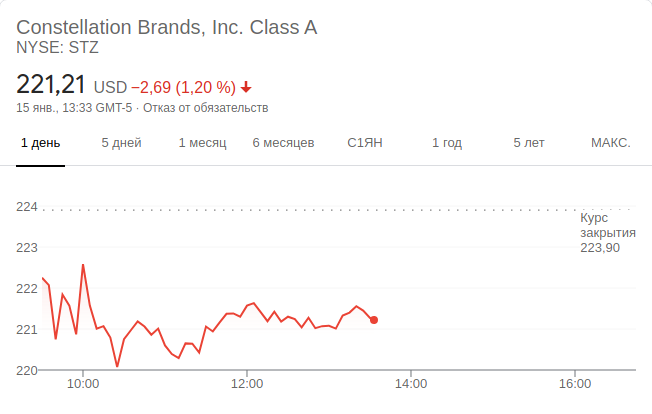 Constellation Brands, Inc. Class A
NYSE: STZ
221,21 USD −2,69 (1,20 %)
15 янв., 13:33 GMT-5 · Отказ от обязательств
1 день 5 дней 1 месяц 6 месяцев С1ЯН 1 год 5 лет МАКС.
224
Курс
закрытия
223 223,90
222
221
220
10:00 12:00 14:00 16:00